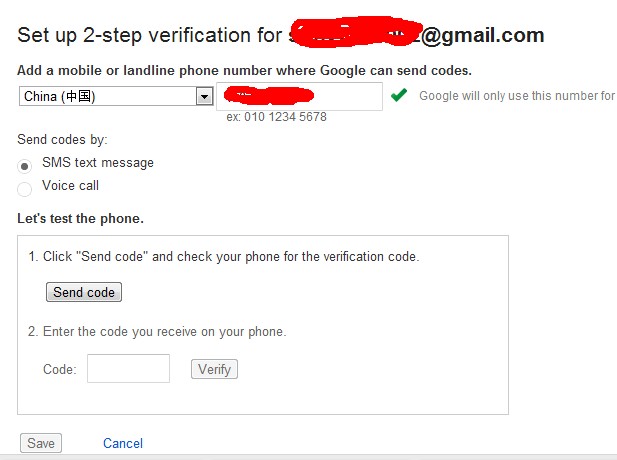 Set up 2-step verification for @gmail.com
Add a mobile or landline phone number where Google can send codes.
China (中国) Google will only use this number for
ex: 010 1234 5678
Send codes by:
SMS text message
Voice call
Let's test the phone.
1. Click "Send code" and check your phone for the verification code.
Send code
2. Enter the code you receive on your phone.
Code: Verify
Save Cancel